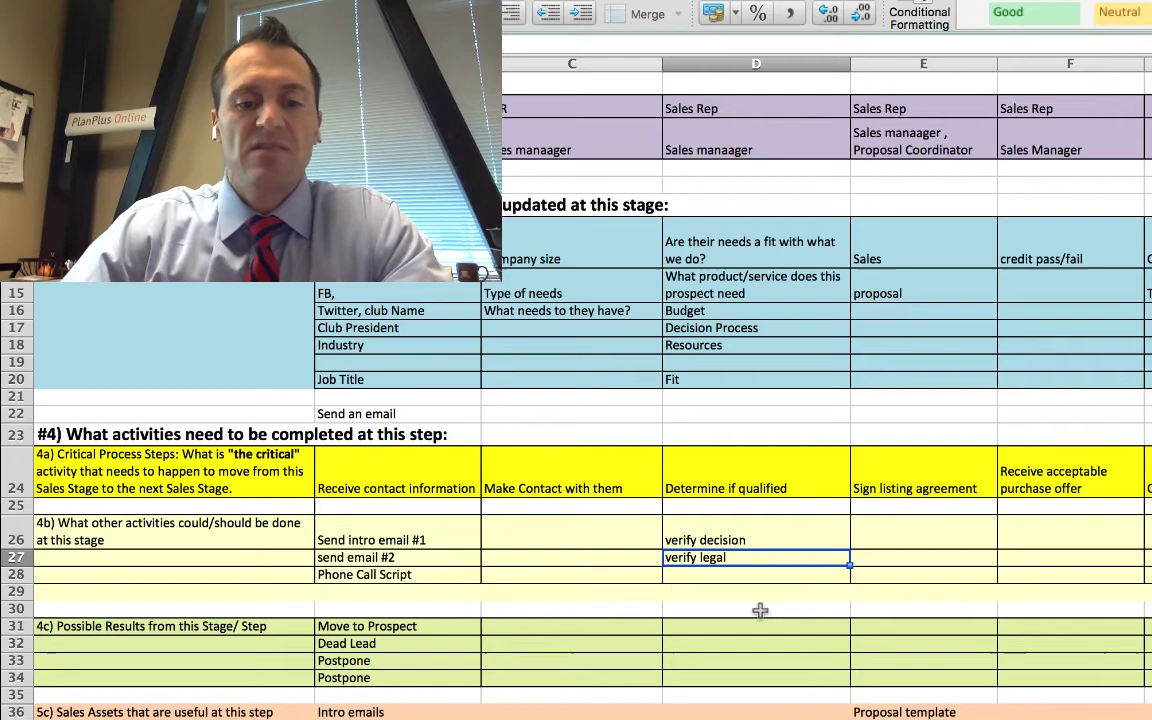 PlanPlus Online
Merge
%
Conditional
Formatting
Good
Neutral
C
D
E
F
Sales Rep
Sales Rep
Sales Rep
es manaager
Sales manaager
Sales manaager ,
Proposal Coordinator
Sales Manager
updated at this stage:
mpany size
Are their needs a fit with what
we do?
Sales
credit pass/fail
15
FB,
Type of needs
What product/service does this
prospect need
proposal
16
Twitter, club Name
What needs to they have?
Budget
17
Club President
Decision Process
18
Industry
Resources
19
20
Job Title
Fit
21
22
Send an email
23
#4) What activities need to be completed at this step:
24
4a) Critical Process Steps: What is "the critical"
activity that needs to happen to move from this
Sales Stage to the next Sales Stage.
Receive contact information
Make Contact with them
Determine if qualified
Sign listing agreement
Receive acceptable
purchase offer
25
26
4b) What other activities could/should be done
at this stage
Send intro email #1
verify decision
27
send email #2
verify legal
28
Phone Call Script
29
30
31
4c) Possible Results from this Stage/ Step
Move to Prospect
32
Dead Lead
33
Postpone
34
Postpone
35
36
5c) Sales Assets that are useful at this step
Intro emails
Proposal template